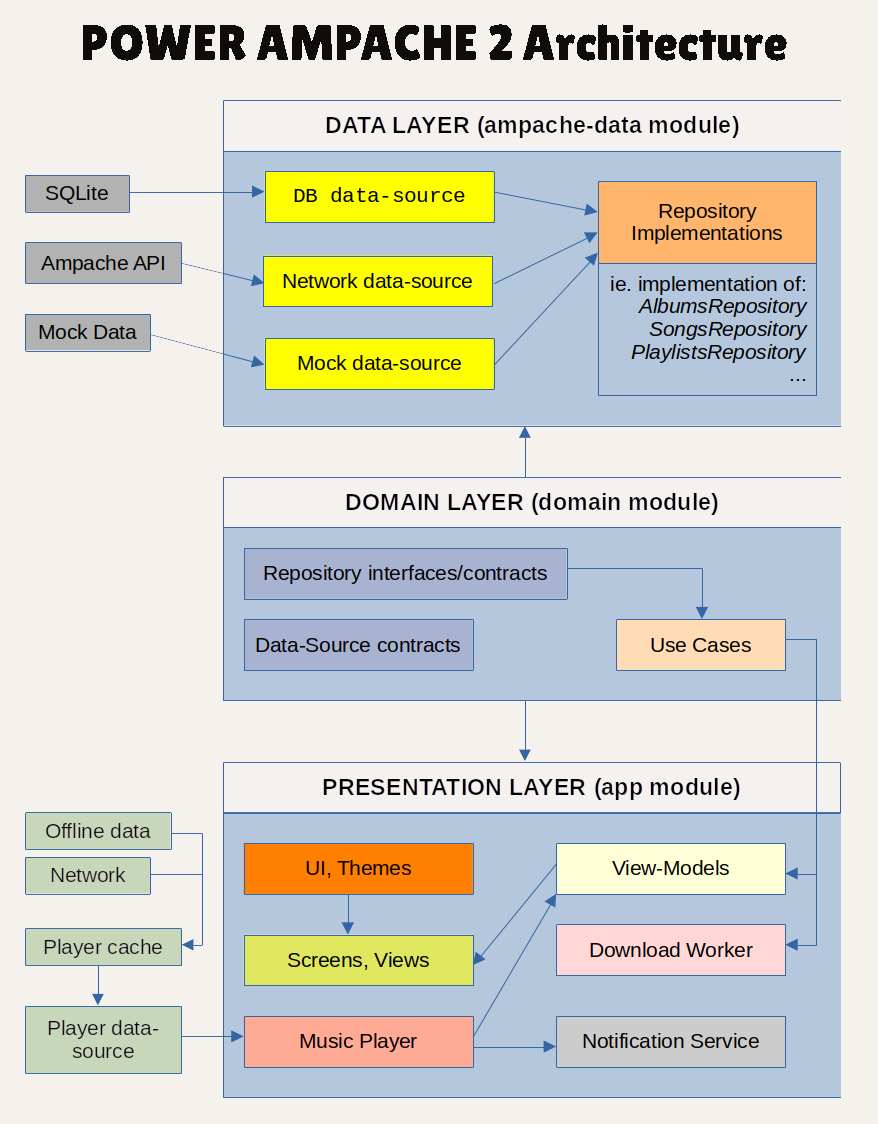 POWER AMPACHE 2 Architecture
DATA LAYER (ampache-data module)
SQLite
Ampache API
Mock Data
DB data-source
Network data-source
Mock data-source
Repository
Implementations
ie. implementation of:
AlbumsRepository
SongsRepository
PlaylistsRepository
...
DOMAIN LAYER (domain module)
Repository interfaces/contracts
Data-Source contracts
Use Cases
PRESENTATION LAYER (app module)
Offline data
Network
Player cache
Player data-
source
UI, Themes
Screens, Views
Music Player
View-Models
Download Worker
Notification Service